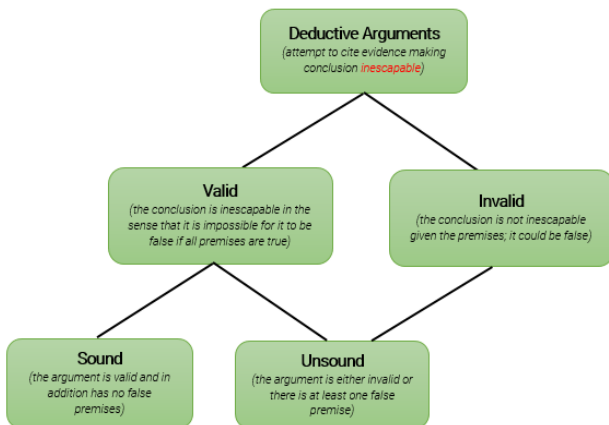 Deductive Arguments
(attempt to cite evidence making
conclusion inescapable)
Valid
(the conclusion is inescapable in the
sense that it is impossible for it to be
false if all premises are true)
Invalid
(the conclusion is not inescapable
given the premises; it could be false)
Sound
(the argument is valid and in
addition has no false
premises)
Unsound
(the argument is either invalid or
there is at least one false
premise)